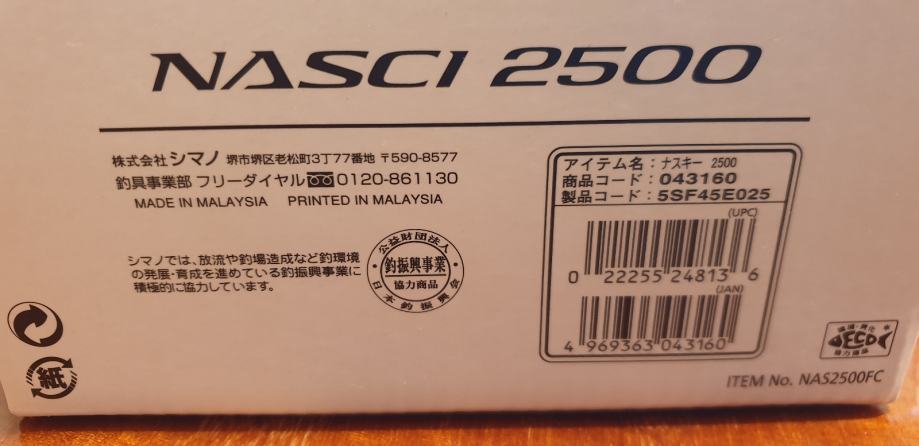 NASCI 2500
株式会社シマノ 堺市堺区老松町3丁77番地 〒590-8577
釣具事業部 フリーダイヤル 0120-861130
MADE IN MALAYSIA PRINTED IN MALAYSIA
シマノでは、放流や釣場造成など釣環境
の発展・育成を進めている釣振興事業に
積極的に協力しています。
公益財団法人
釣振興事業
協力商品
日本釣振興会
アイテム名：ナスキー 2500
商品コード：043160
製品コード：5SF45E025
(UPC)
0 22255 24813 6
(JAN)
4 969363 043160
紙
ECO
ITEM No. NAS2500FC